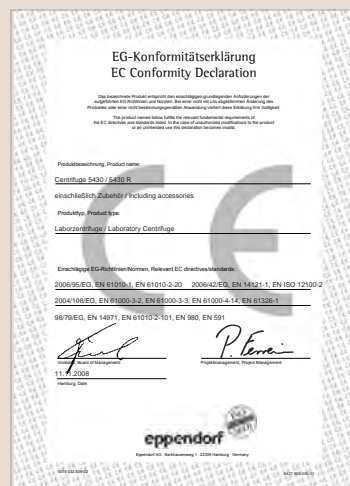 EG-Konformitätserklärung
EC Conformity Declaration
Das bezeichnete Produkt entspricht den einschlägigen grundlegenden Anforderungen der
aufgeführten EG-Richtlinien und Normen. Bei einer nicht mit uns abgestimmten Änderung des
Produktes oder einer nicht bestimmungsgemäßen Anwendung verliert diese Erklärung ihre Gültigkeit.
The product named below fulfills the relevant fundamental requirements of
the EC directives and standards listed. In the case of unauthorized modifications to the product
or an unintended use this declaration becomes invalid.
Produktbezeichnung, Product name:
Centrifuge 5430 / 5430 R
einschließlich Zubehör / including accessories
Produkttyp, Product type:
Laborzentrifuge / Laboratory Centrifuge
Einschlägige EG-Richtlinien/Normen, Relevant EC directives/standards:
2006/95/EG, EN 61010-1, EN 61010-2-20 2006/42/EG, EN 14121-1, EN ISO 12100-2
2004/108/EG, EN 61000-3-2, EN 61000-3-3, EN 61000-4-14, EN 61326-1
98/79/EG, EN 14971, EN 61010-2-101, EN 980, EN 591
Vorstand, Board of Management: Projektmanagement, Project Management:
11.11.2008
Hamburg, Date:
eppendorf
Eppendorf AG · Barkhausenweg 1 · 22339 Hamburg · Germany